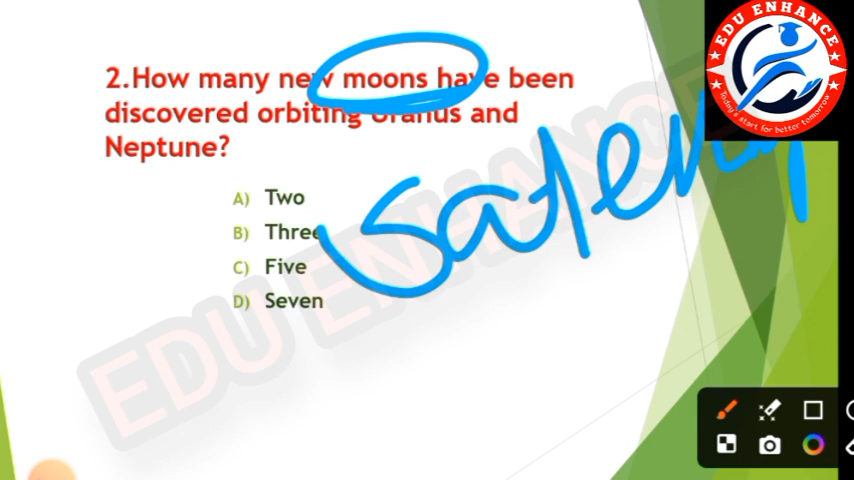 2.How many new moons have been
discovered orbiting Uranus and
Neptune?
A) Two
B) Three
C) Five
D) Seven
EDU ENHANCE
EDU ENHANCE
Today's start for better tomorrow